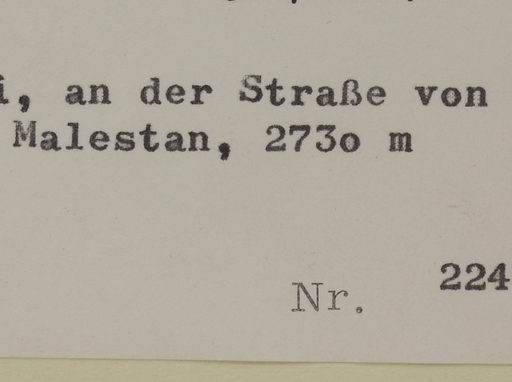 i, an der Straße von
Malestan, 273o m
Nr. 224